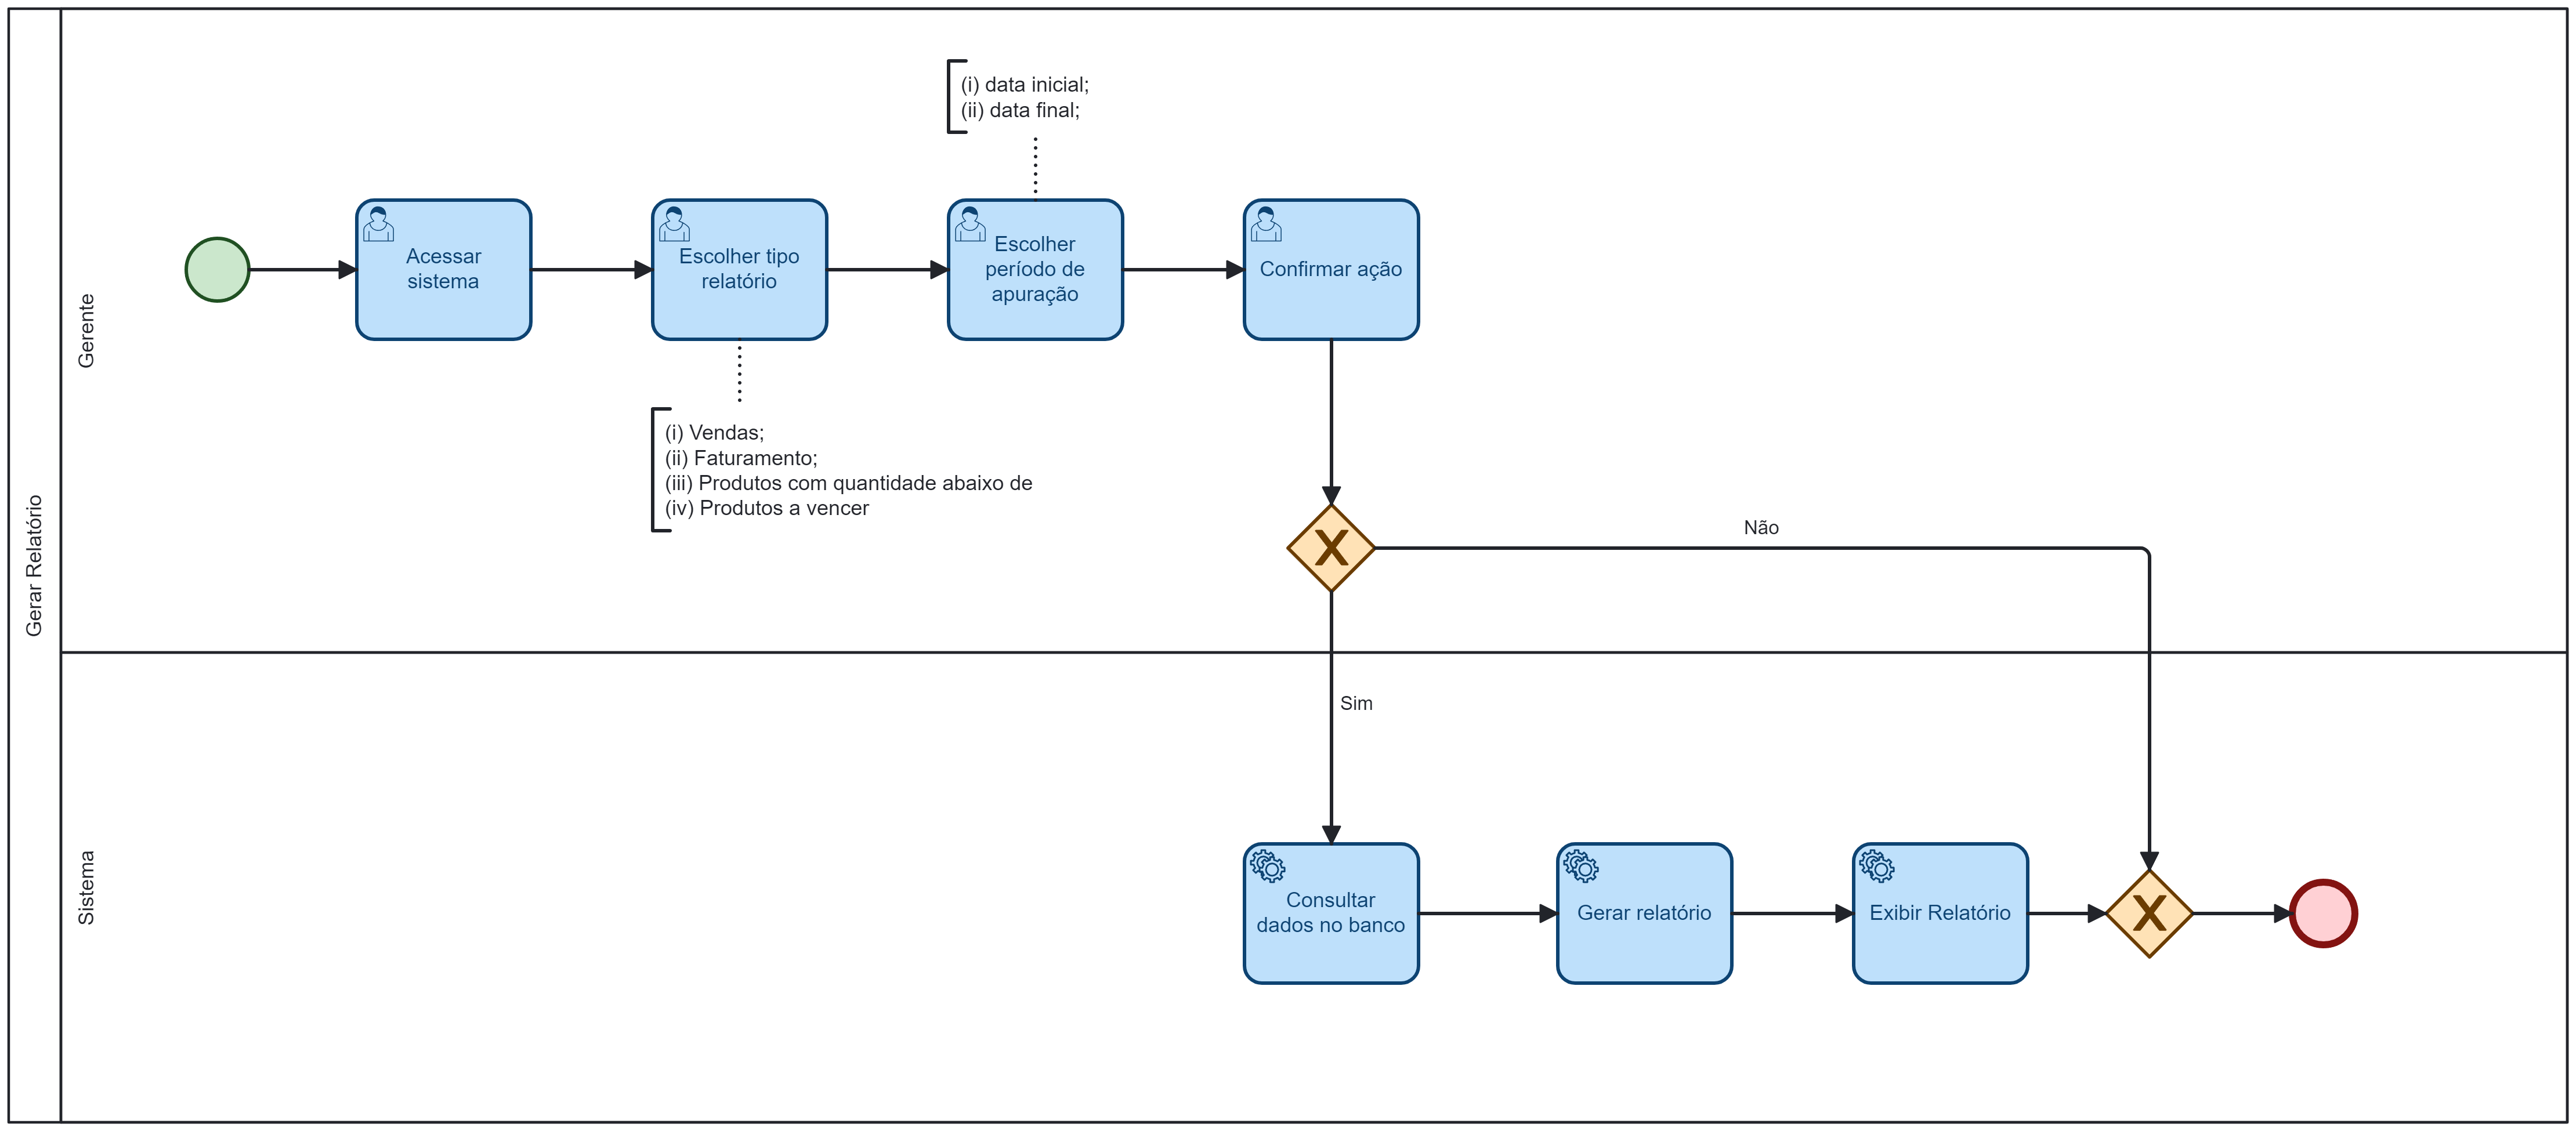 Gerar Relatório
Gerente
(i) data inicial;
(ii) data final;
Acessar
sistema
Escolher tipo
relatório
Escolher
período de
apuração
Confirmar ação
(i) Vendas;
(ii) Faturamento;
(iii) Produtos com quantidade abaixo de
(iv) Produtos a vencer
X
Não
Sistema
Sim
Consultar
dados no banco
Gerar relatório
Exibir Relatório
X